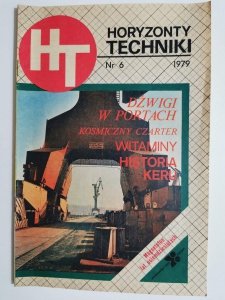 HT
HORYZONTY
TECHNIKI
Nr 6
1979
DŹWIGI
W PORTACH
KOSMICZNY CZARTER
WITAMINY
HISTORIA
KERU